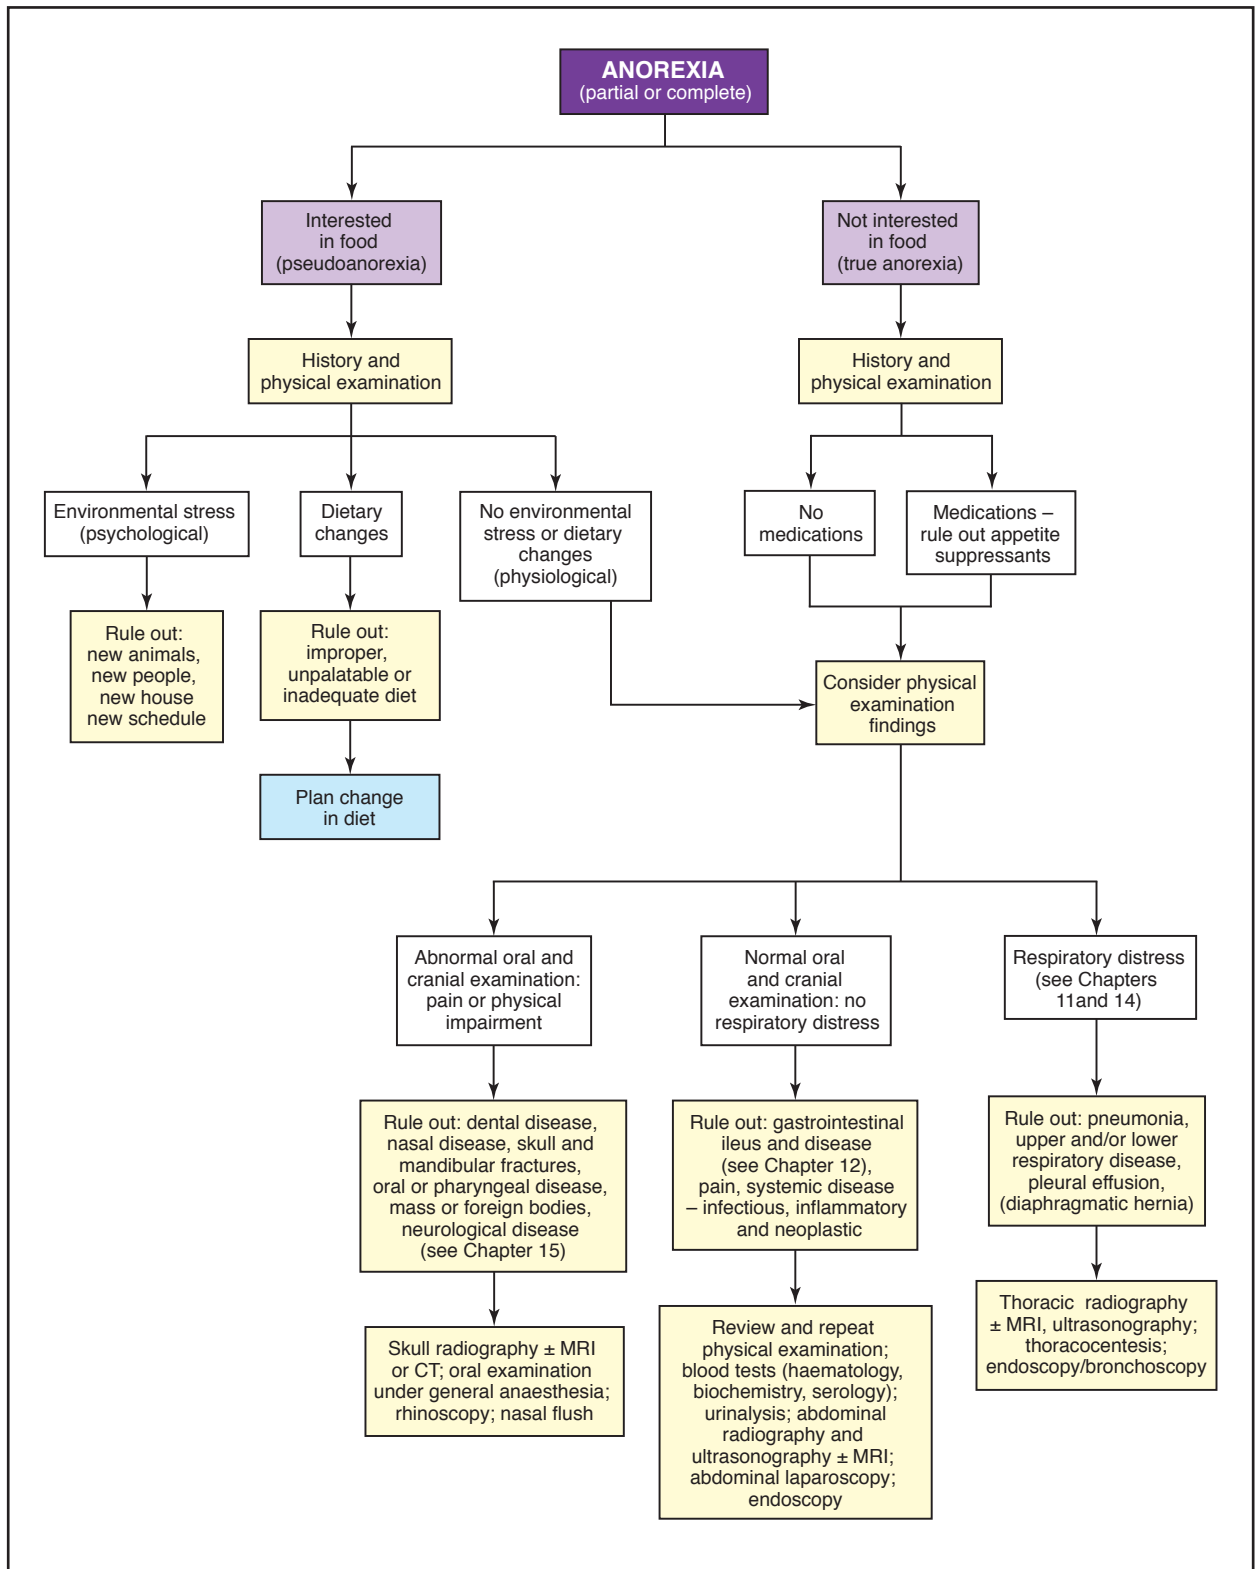 ANOREXIA
(partial or complete)
Interested
in food
(pseudoanorexia)
Not interested
in food
(true anorexia)
History and
physical examination
History and
physical examination
Environmental stress
(psychological)
Dietary
changes
No environmental
stress or dietary
changes
(physiological)
No
medications
Medications –
rule out appetite
suppressants
Rule out:
new animals,
new people,
new house
new schedule
Rule out:
improper,
unpalatable or
inadequate diet
Consider physical
examination
findings
Plan change
in diet
Abnormal oral and
cranial examination:
pain or physical
impairment
Normal oral
and cranial
examination: no
respiratory distress
Respiratory distress
(see Chapters
11and 14)
Rule out: dental disease,
nasal disease, skull and
mandibular fractures,
oral or pharyngeal disease,
mass or foreign bodies,
neurological disease
(see Chapter 15)
Rule out: gastrointestinal
ileus and disease
(see Chapter 12),
pain, systemic disease
– infectious, inflammatory
and neoplastic
Rule out: pneumonia,
upper and/or lower
respiratory disease,
pleural effusion,
(diaphragmatic hernia)
Skull radiography ± MRI
or CT; oral examination
under general anaesthesia;
rhinoscopy; nasal flush
Review and repeat
physical examination;
blood tests (haematology,
biochemistry, serology);
urinalysis; abdominal
radiography and
ultrasonography ± MRI;
abdominal laparoscopy;
endoscopy
Thoracic radiography
± MRI, ultrasonography;
thoracocentesis;
endoscopy/bronchoscopy